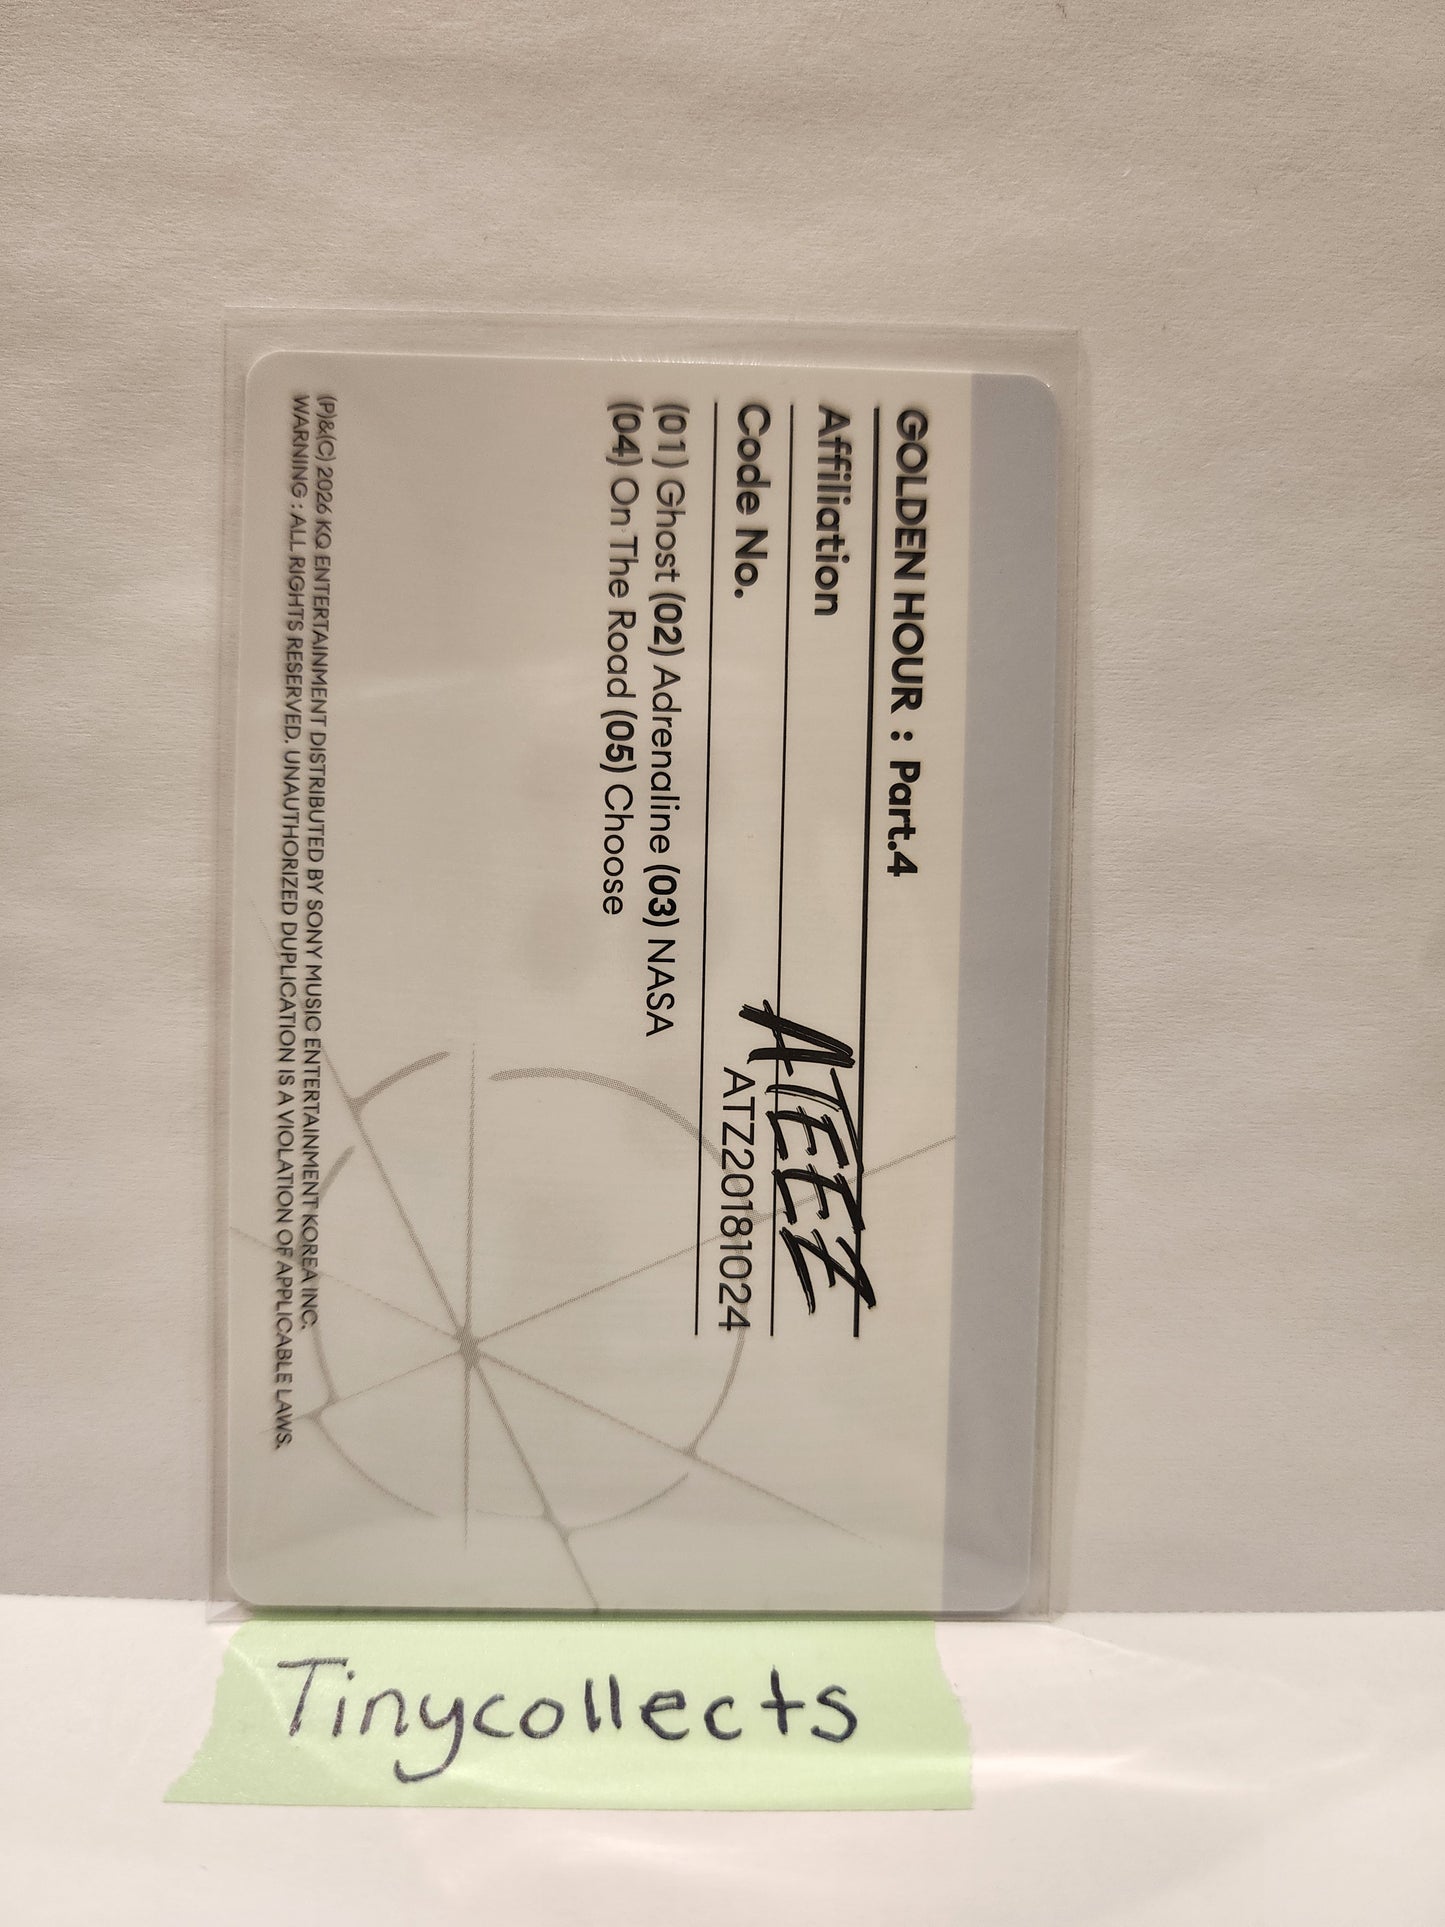 GOLDEN HOUR : Part.4
Affiliation ATEEZ
Code No. ATZ20181024
(01) Ghost (02) Adrenaline (03) NASA
(04) On The Road (05) Choose
(P)&(C) 2026 KQ ENTERTAINMENT DISTRIBUTED BY SONY MUSIC ENTERTAINMENT KOREA INC.
WARNING : ALL RIGHTS RESERVED. UNAUTHORIZED DUPLICATION IS A VIOLATION OF APPLICABLE LAWS.
Tinycollects